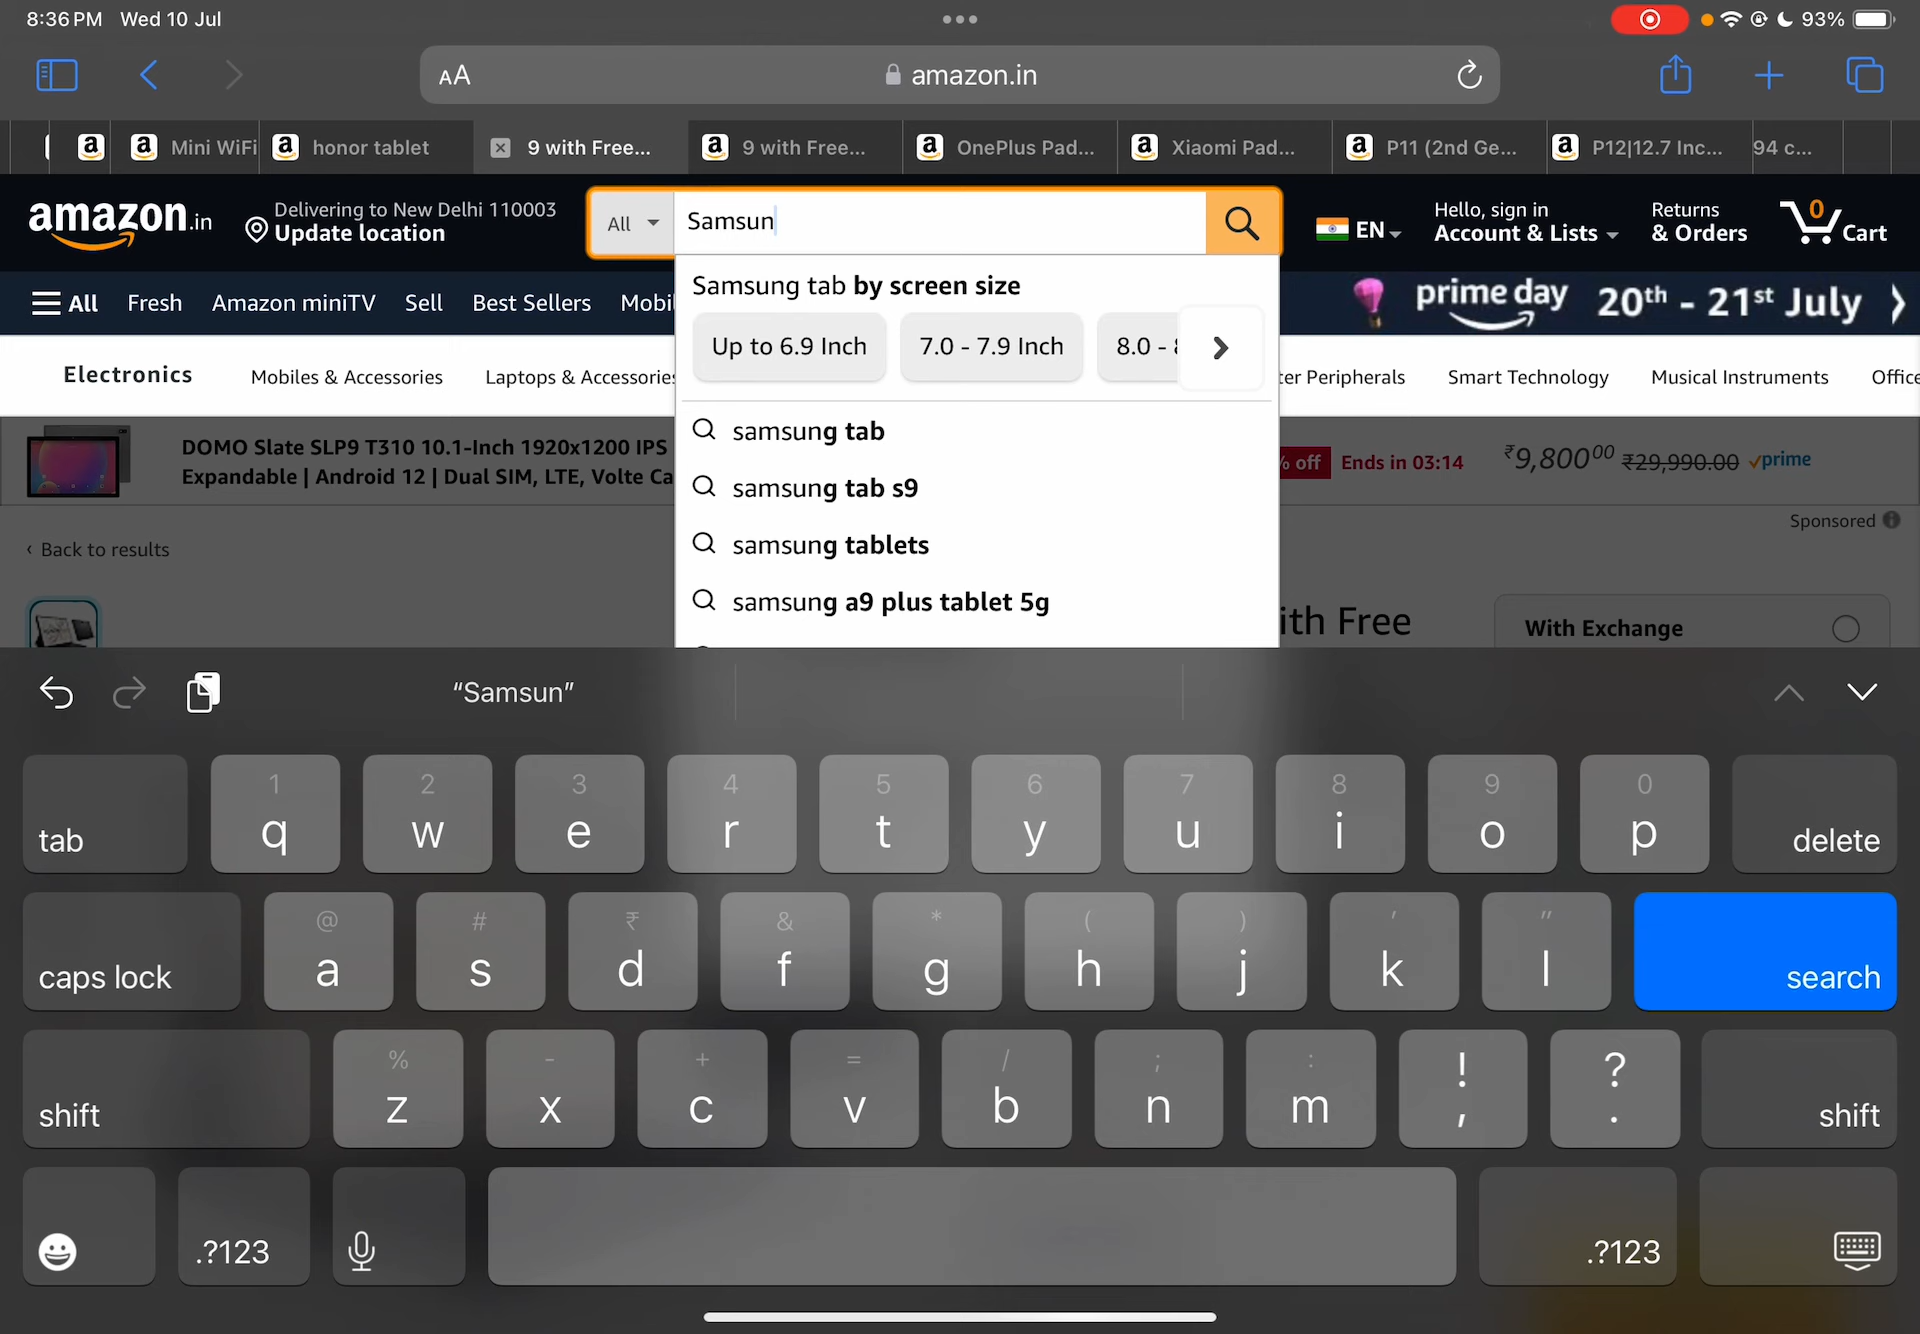 8:36 PM Wed 10 Jul
93%
AA
amazon.in
Mini WiFi
honor tablet
9 with Free...
9 with Free...
OnePlus Pad...
Xiaomi Pad...
P11 (2nd Ge...
P12|12.7 Inc...
94 c...
amazon.in
Delivering to New Delhi 110003
Update location
All
Samsun
EN
Hello, sign in
Account & Lists
Returns
& Orders
0
Cart
All
Fresh
Amazon miniTV
Sell
Best Sellers
Mobil
prime day
20th - 21st July
Electronics
Mobiles & Accessories
Laptops & Accessories
er Peripherals
Smart Technology
Musical Instruments
Office
Samsung tab by screen size
Up to 6.9 Inch
7.0 - 7.9 Inch
8.0 -
samsung tab
samsung tab s9
samsung tablets
samsung a9 plus tablet 5g
DOMO Slate SLP9 T310 10.1-Inch 1920x1200 IPS
Expandable | Android 12 | Dual SIM, LTE, Volte Ca
% off
Ends in 03:14
₹9,80000
₹29,990.00
prime
Sponsored
‹ Back to results
ith Free
With Exchange
“Samsun”
1 2 3 4 5 6 7 8 9 0
tab q w e r t y u i o p delete
@ # ₹ & * ( ) ' "
caps lock a s d f g h j k l search
% - + = / ; : ! ?
shift z x c v b n m , . shift
.?123
.?123